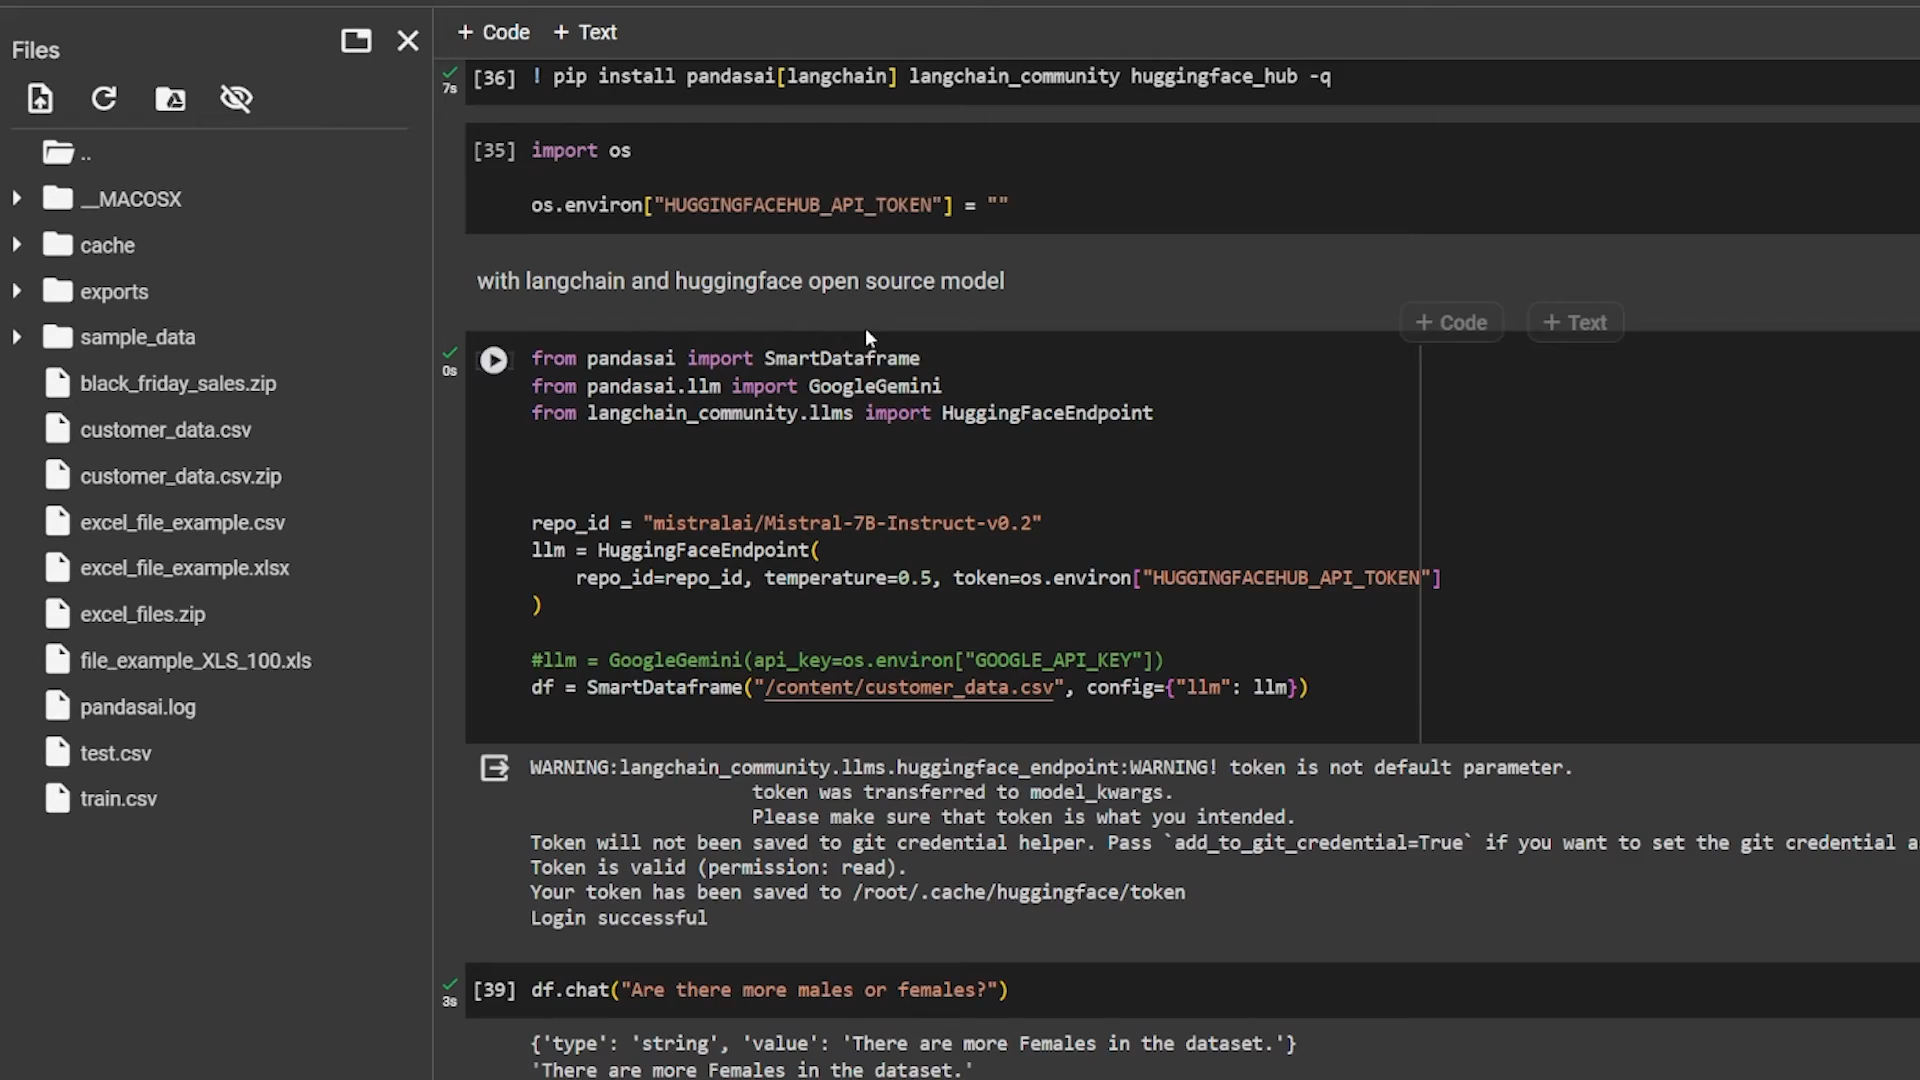 Files
..
__MACOSX
cache
exports
sample_data
black_friday_sales.zip
customer_data.csv
customer_data.csv.zip
excel_file_example.csv
excel_file_example.xlsx
excel_files.zip
file_example_XLS_100.xls
pandasai.log
test.csv
train.csv
+ Code + Text
7s [36] ! pip install pandasai[langchain] langchain_community huggingface_hub -q
[35] import os
os.environ["HUGGINGFACEHUB_API_TOKEN"] = ""
with langchain and huggingface open source model
+ Code + Text
0s from pandasai import SmartDataframe
from pandasai.llm import GoogleGemini
from langchain_community.llms import HuggingFaceEndpoint
repo_id = "mistralai/Mistral-7B-Instruct-v0.2"
llm = HuggingFaceEndpoint(
repo_id=repo_id, temperature=0.5, token=os.environ["HUGGINGFACEHUB_API_TOKEN"]
)
#llm = GoogleGemini(api_key=os.environ["GOOGLE_API_KEY"])
df = SmartDataframe("/content/customer_data.csv", config={"llm": llm})
WARNING:langchain_community.llms.huggingface_endpoint:WARNING! token is not default parameter.
token was transferred to model_kwargs.
Please make sure that token is what you intended.
Token will not been saved to git credential helper. Pass `add_to_git_credential=True` if you want to set the git credential a
Token is valid (permission: read).
Your token has been saved to /root/.cache/huggingface/token
Login successful
3s [39] df.chat("Are there more males or females?")
{'type': 'string', 'value': 'There are more Females in the dataset.'}
'There are more Females in the dataset.'